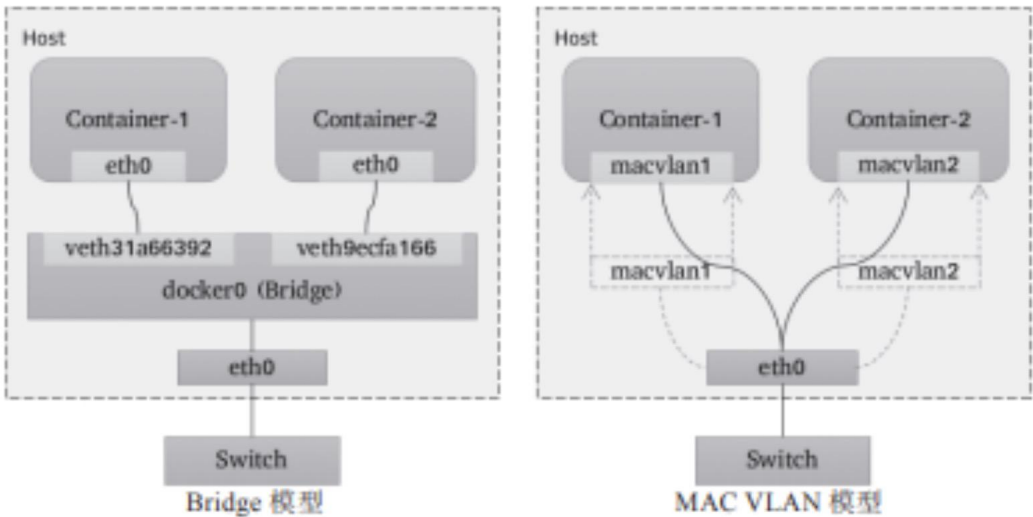 Host
Container-1
Container-2
eth0
eth0
veth31a66392
veth9ecfa166
docker0 (Bridge)
eth0
Switch
Bridge 模型
Host
Container-1
Container-2
macvlan1
macvlan2
macvlan1
macvlan2
eth0
Switch
MAC VLAN 模型